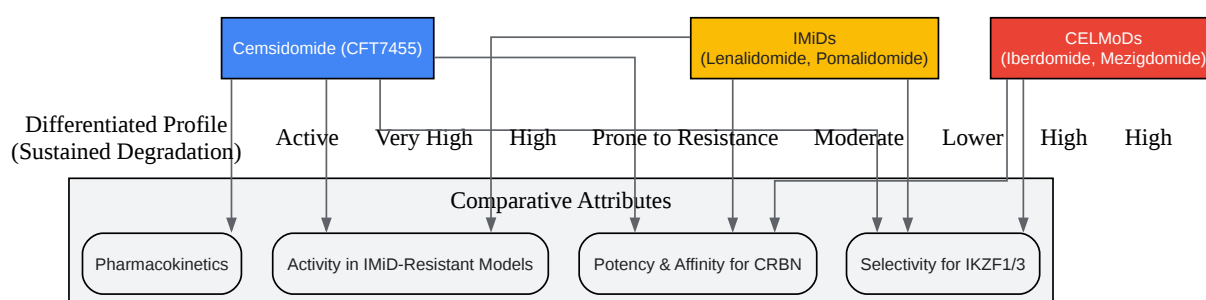 Cemsidomide (CFT7455)
IMiDs
(Lenalidomide, Pomalidomide)
CELMoDs
(Iberdomide, Mezigdomide)
Differentiated Profile
(Sustained Degradation)
Active
Very High
High
Prone to Resistance
Moderate
Lower
High
High
Comparative Attributes
Pharmacokinetics
Activity in IMiD-Resistant Models
Potency & Affinity for CRBN
Selectivity for IKZF1/3